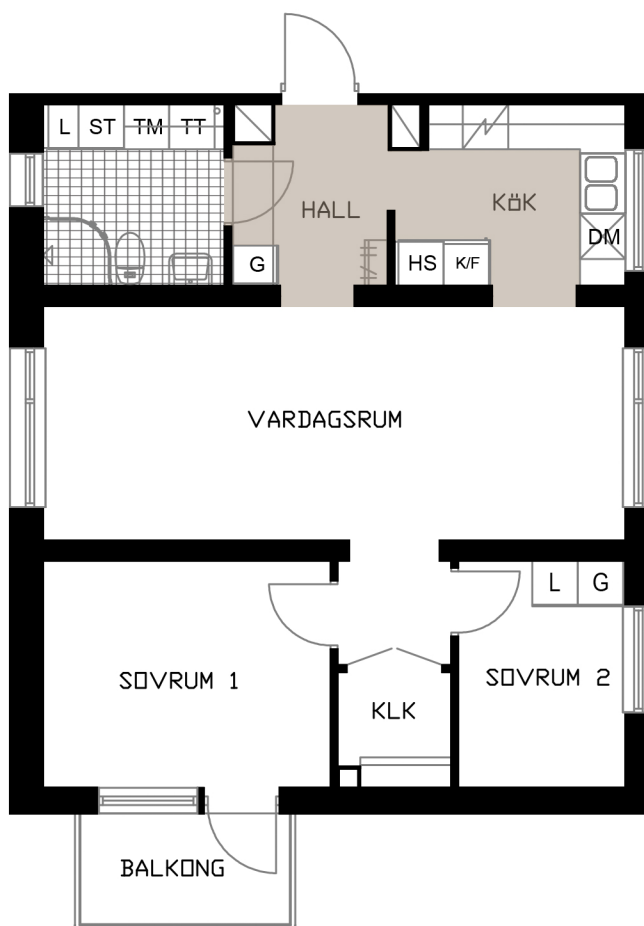 L ST TM TT
HALL
KÖK
DM
G
HS K/F
VARDAGSRUM
L G
SOVRUM 1
SOVRUM 2
KLK
BALKONG